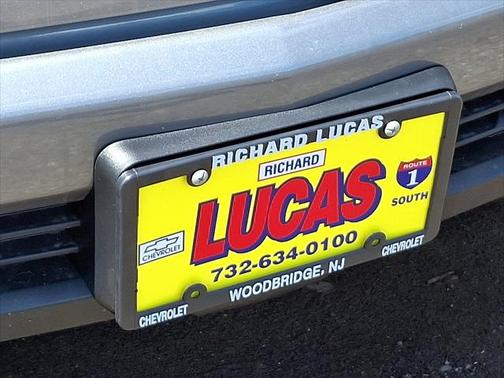 RICHARD LUCAS
RICHARD
LUCAS
ROUTE
1
SOUTH
CHEVROLET
732-634-0100
WOODBRIDGE, NJ
CHEVROLET
CHEVROLET